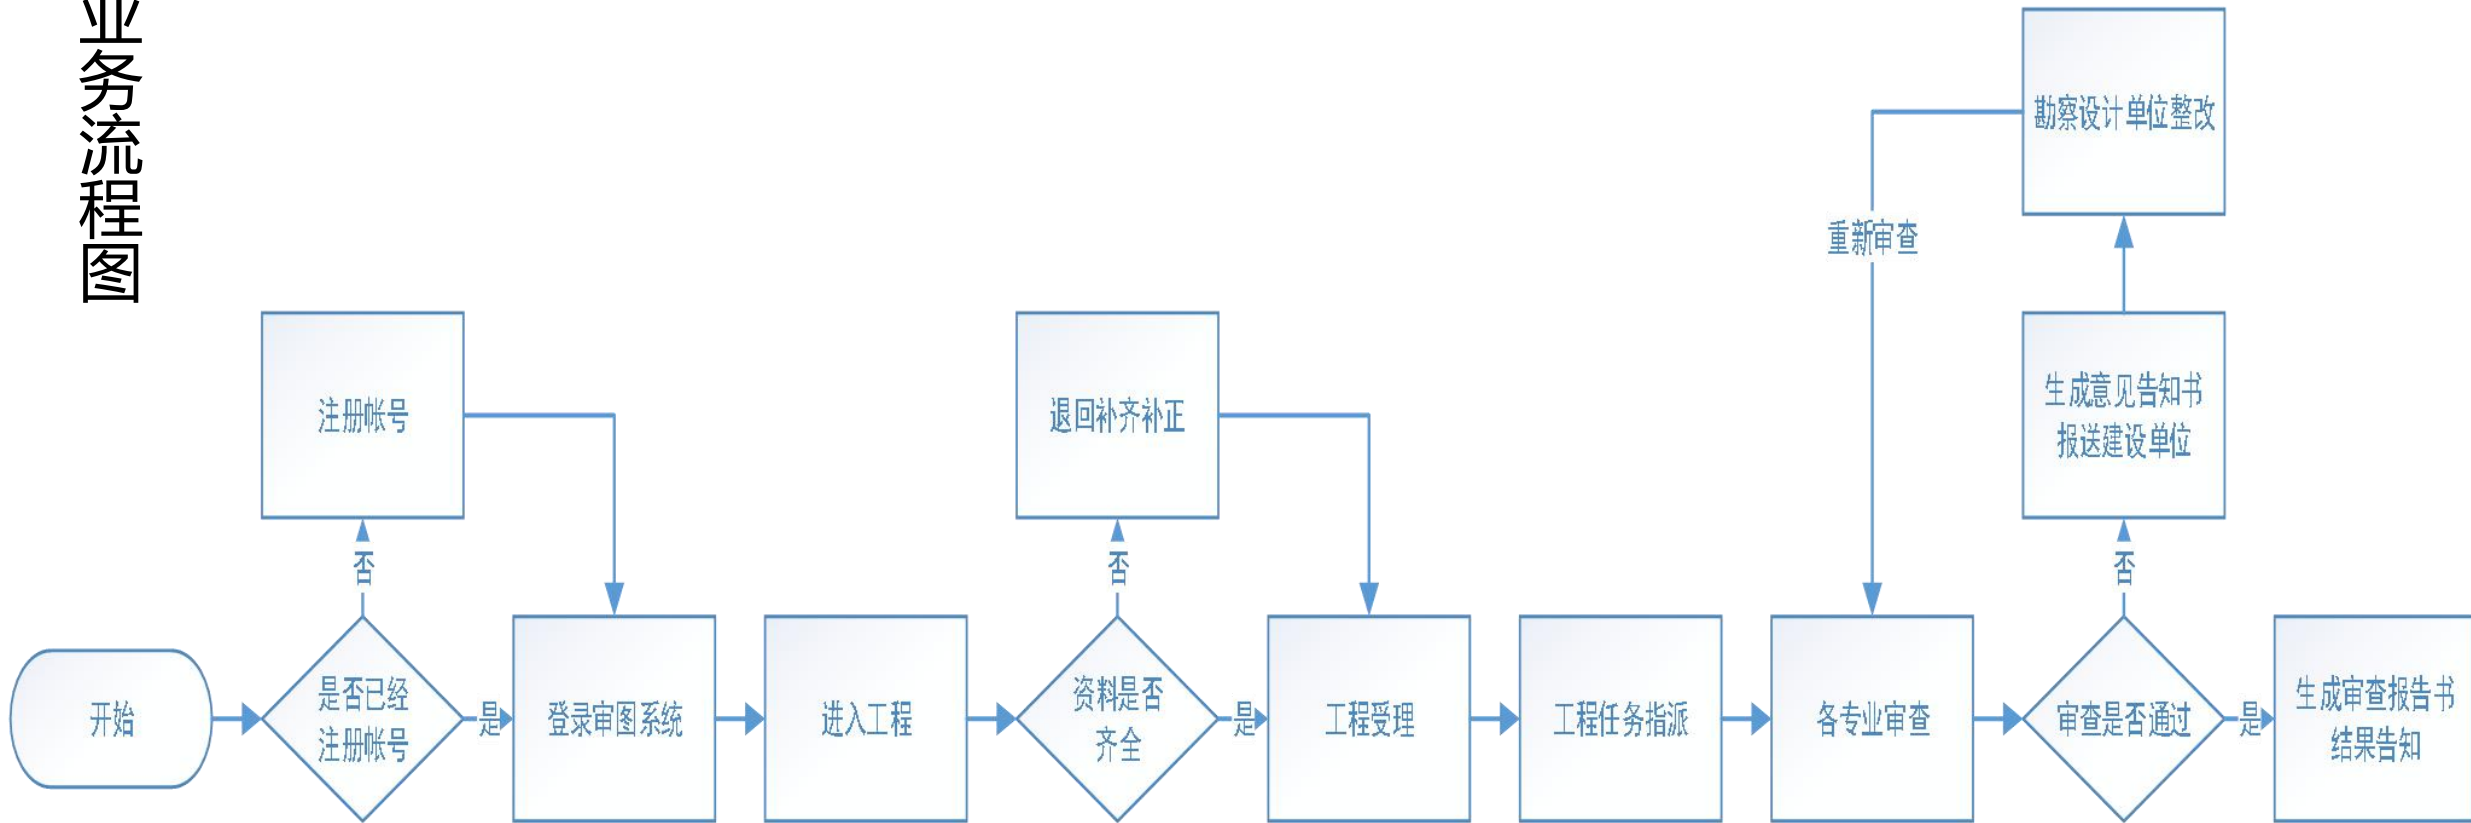 业务流程图
勘察设计单位整改
重新审查
注册帐号
退回补齐补正
生成意见告知书
报送建设单位
否
否
否
开始
是否已经
注册帐号
是
登录审图系统
进入工程
资料是否
齐全
是
工程受理
工程任务指派
各专业审查
审查是否通过
是
生成审查报告书
结果告知